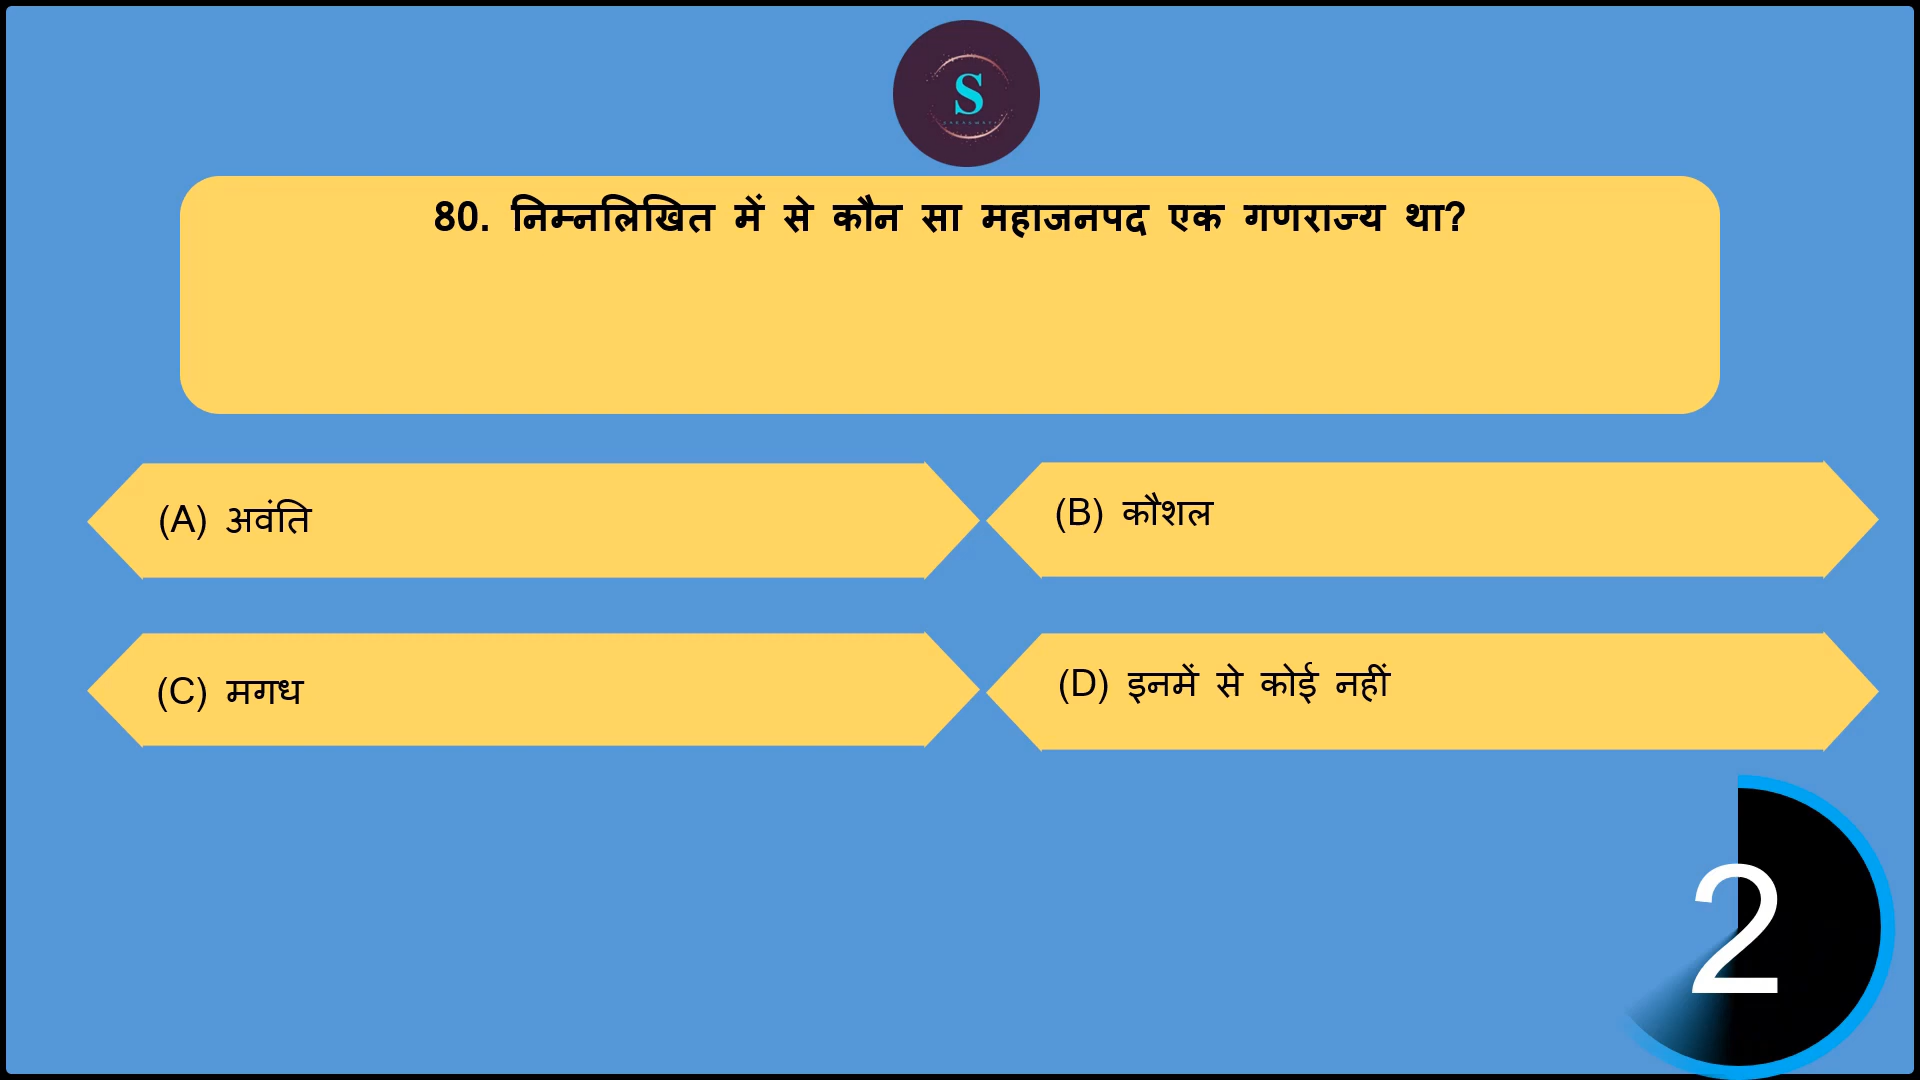 S
80. निम्नलिखित में से कौन सा महाजनपद एक गणराज्य था?
(A) अवंति
(B) कौशल
(C) मगध
(D) इनमें से कोई नहीं
2